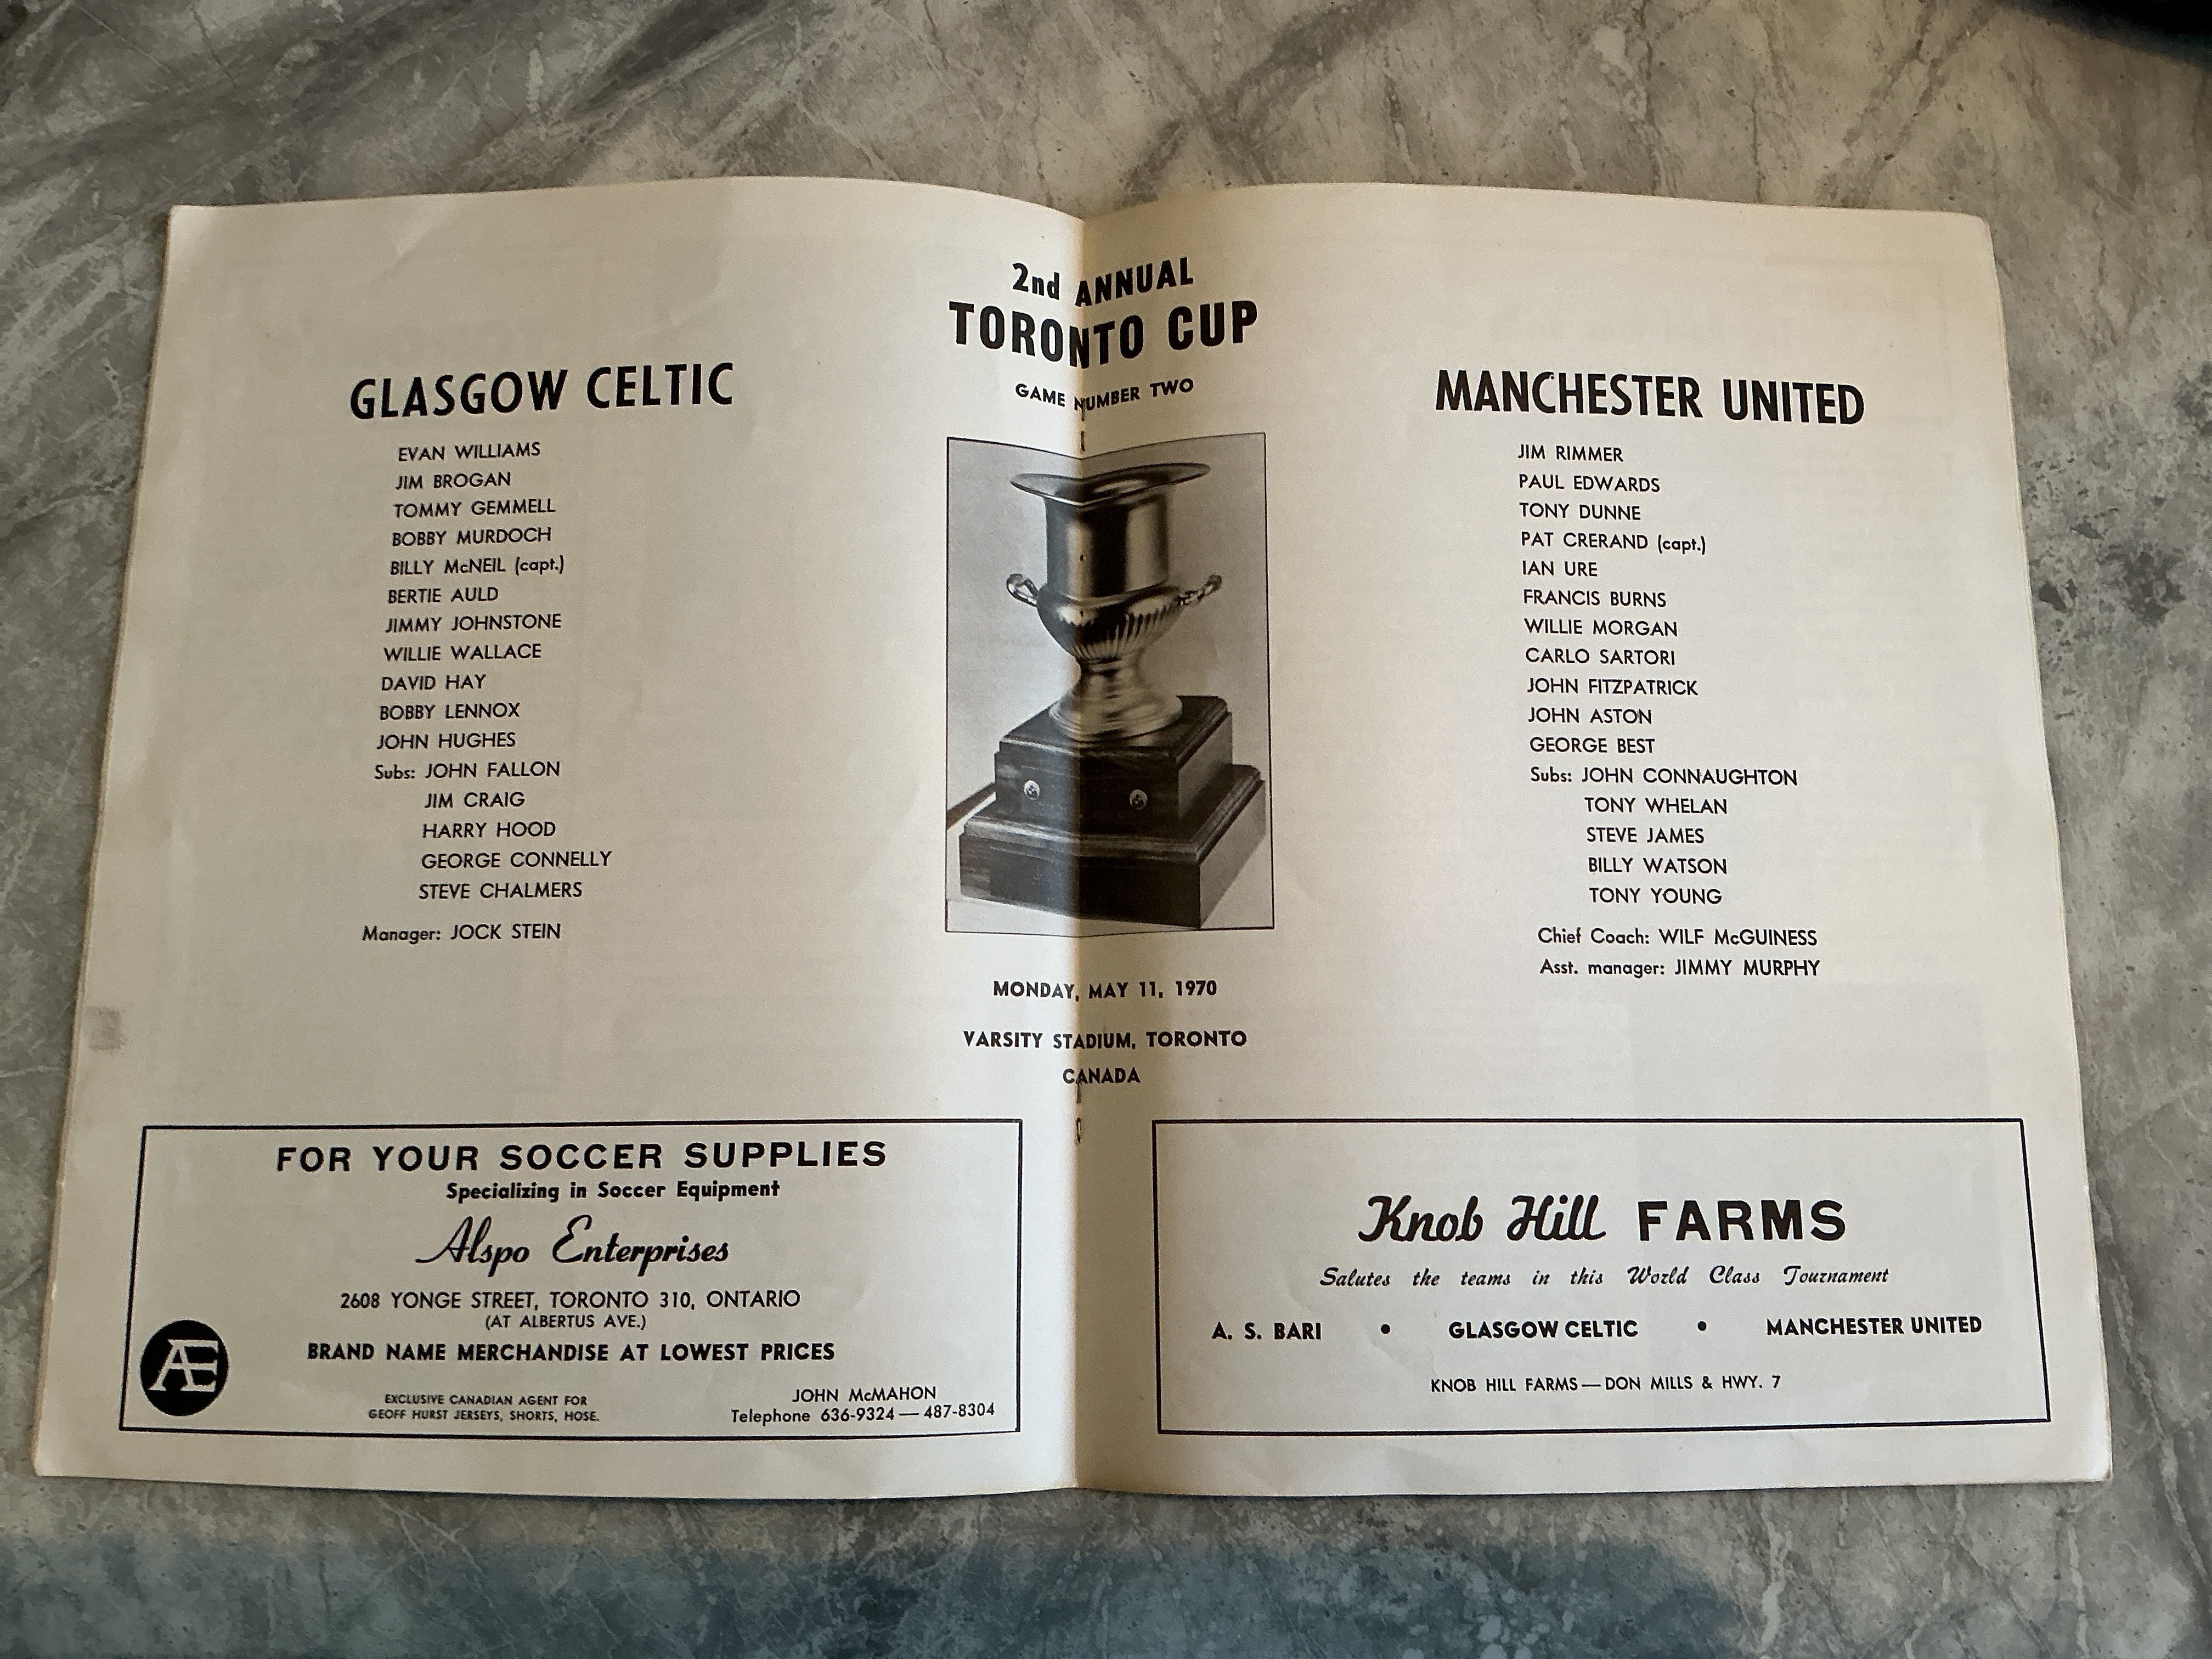 2nd ANNUAL
TORONTO CUP
GAME NUMBER TWO
GLASGOW CELTIC
EVAN WILLIAMS
JIM BROGAN
TOMMY GEMMELL
BOBBY MURDOCH
BILLY McNEIL (capt.)
BERTIE AULD
JIMMY JOHNSTONE
WILLIE WALLACE
DAVID HAY
BOBBY LENNOX
JOHN HUGHES
Subs: JOHN FALLON
JIM CRAIG
HARRY HOOD
GEORGE CONNELLY
STEVE CHALMERS
Manager: JOCK STEIN
MANCHESTER UNITED
JIM RIMMER
PAUL EDWARDS
TONY DUNNE
PAT CRERAND (capt.)
IAN URE
FRANCIS BURNS
WILLIE MORGAN
CARLO SARTORI
JOHN FITZPATRICK
JOHN ASTON
GEORGE BEST
Subs: JOHN CONNAUGHTON
TONY WHELAN
STEVE JAMES
BILLY WATSON
TONY YOUNG
Chief Coach: WILF McGUINESS
Asst. manager: JIMMY MURPHY
MONDAY, MAY 11, 1970
VARSITY STADIUM, TORONTO
CANADA
FOR YOUR SOCCER SUPPLIES
Specializing in Soccer Equipment
Alspo Enterprises
2608 YONGE STREET, TORONTO 310, ONTARIO
(AT ALBERTUS AVE.)
BRAND NAME MERCHANDISE AT LOWEST PRICES
AE
EXCLUSIVE CANADIAN AGENT FOR
GEOFF HURST JERSEYS, SHORTS, HOSE.
JOHN McMAHON
Telephone 636-9324 — 487-8304
Knob Hill FARMS
Salutes the teams in this World Class Tournament
A. S. BARI • GLASGOW CELTIC • MANCHESTER UNITED
KNOB HILL FARMS — DON MILLS & HWY. 7